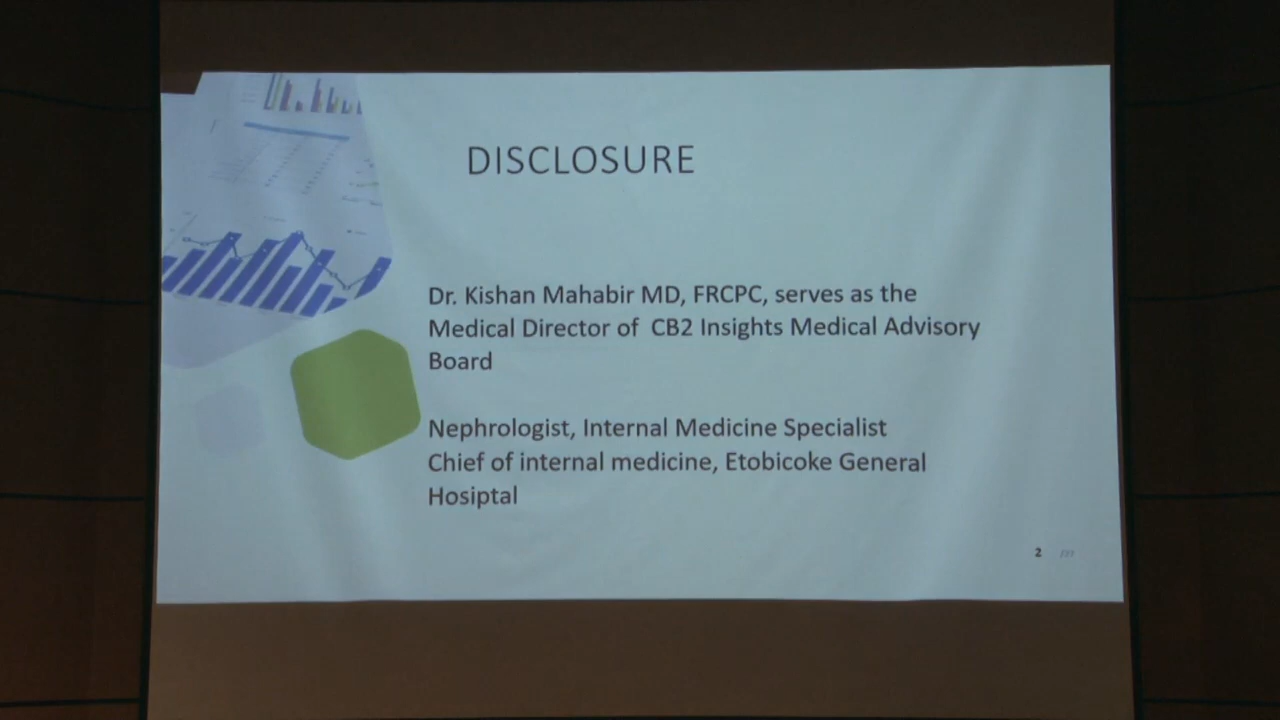 DISCLOSURE
Dr. Kishan Mahabir MD, FRCPC, serves as the
Medical Director of CB2 Insights Medical Advisory
Board
Nephrologist, Internal Medicine Specialist
Chief of internal medicine, Etobicoke General
Hosiptal
2